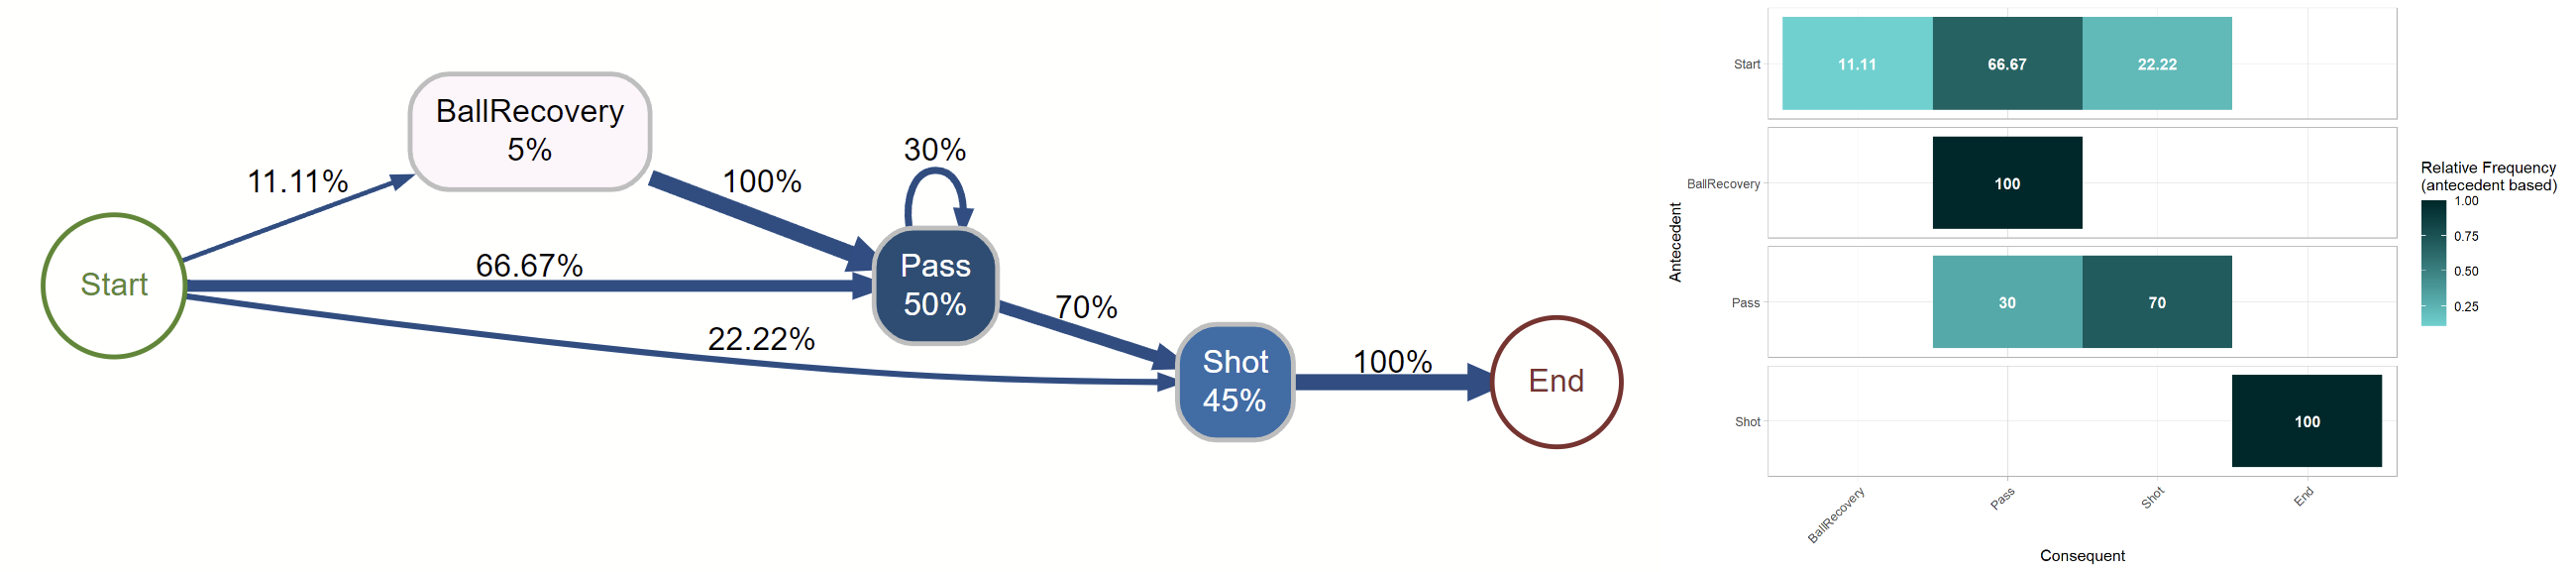 BallRecovery
5%
11.11%
100%
30%
Start
66.67%
Pass
50%
22.22%
70%
Shot
45%
100%
End
Antecedent
Start
11.11
66.67
22.22
BallRecovery
100
Pass
30
70
Shot
100
BallRecovery
Pass
Shot
End
Consequent
Relative Frequency
(antecedent based)
1.00
0.75
0.50
0.25